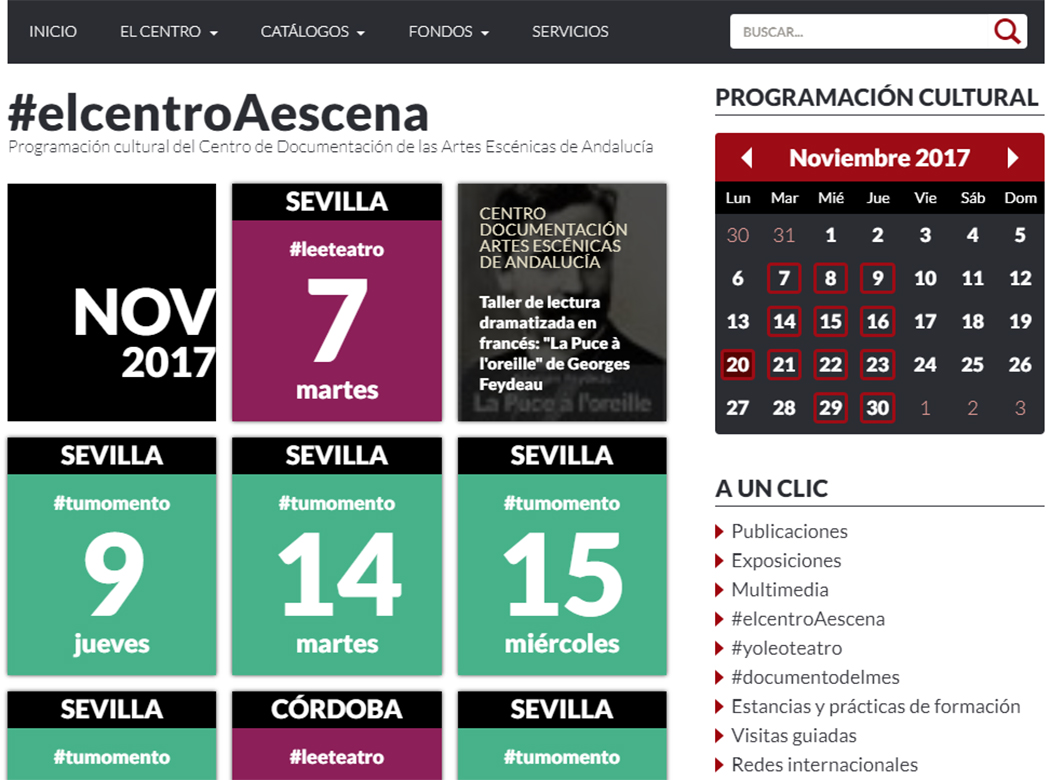 INICIO EL CENTRO CATÁLOGOS FONDOS SERVICIOS BUSCAR...
#elcentroAescena
Programación cultural del Centro de Documentación de las Artes Escénicas de Andalucía
NOV
2017
SEVILLA
#leeteatro
7
martes
CENTRO
DOCUMENTACIÓN
ARTES ESCÉNICAS
DE ANDALUCÍA
Taller de lectura
dramatizada en
francés: "La Puce à
l'oreille" de Georges
Feydeau
La Puce à l'oreille
SEVILLA
#tumomento
9
jueves
SEVILLA
#tumomento
14
martes
SEVILLA
#tumomento
15
miércoles
SEVILLA
#tumomento
CÓRDOBA
#leeteatro
SEVILLA
#tumomento
PROGRAMACIÓN CULTURAL
Noviembre 2017
Lun Mar Mié Jue Vie Sáb Dom
30 31 1 2 3 4 5
6 7 8 9 10 11 12
13 14 15 16 17 18 19
20 21 22 23 24 25 26
27 28 29 30 1 2 3
A UN CLIC
Publicaciones
Exposiciones
Multimedia
#elcentroAescena
#yoleoteatro
#documentodelmes
Estancias y prácticas de formación
Visitas guiadas
Redes internacionales